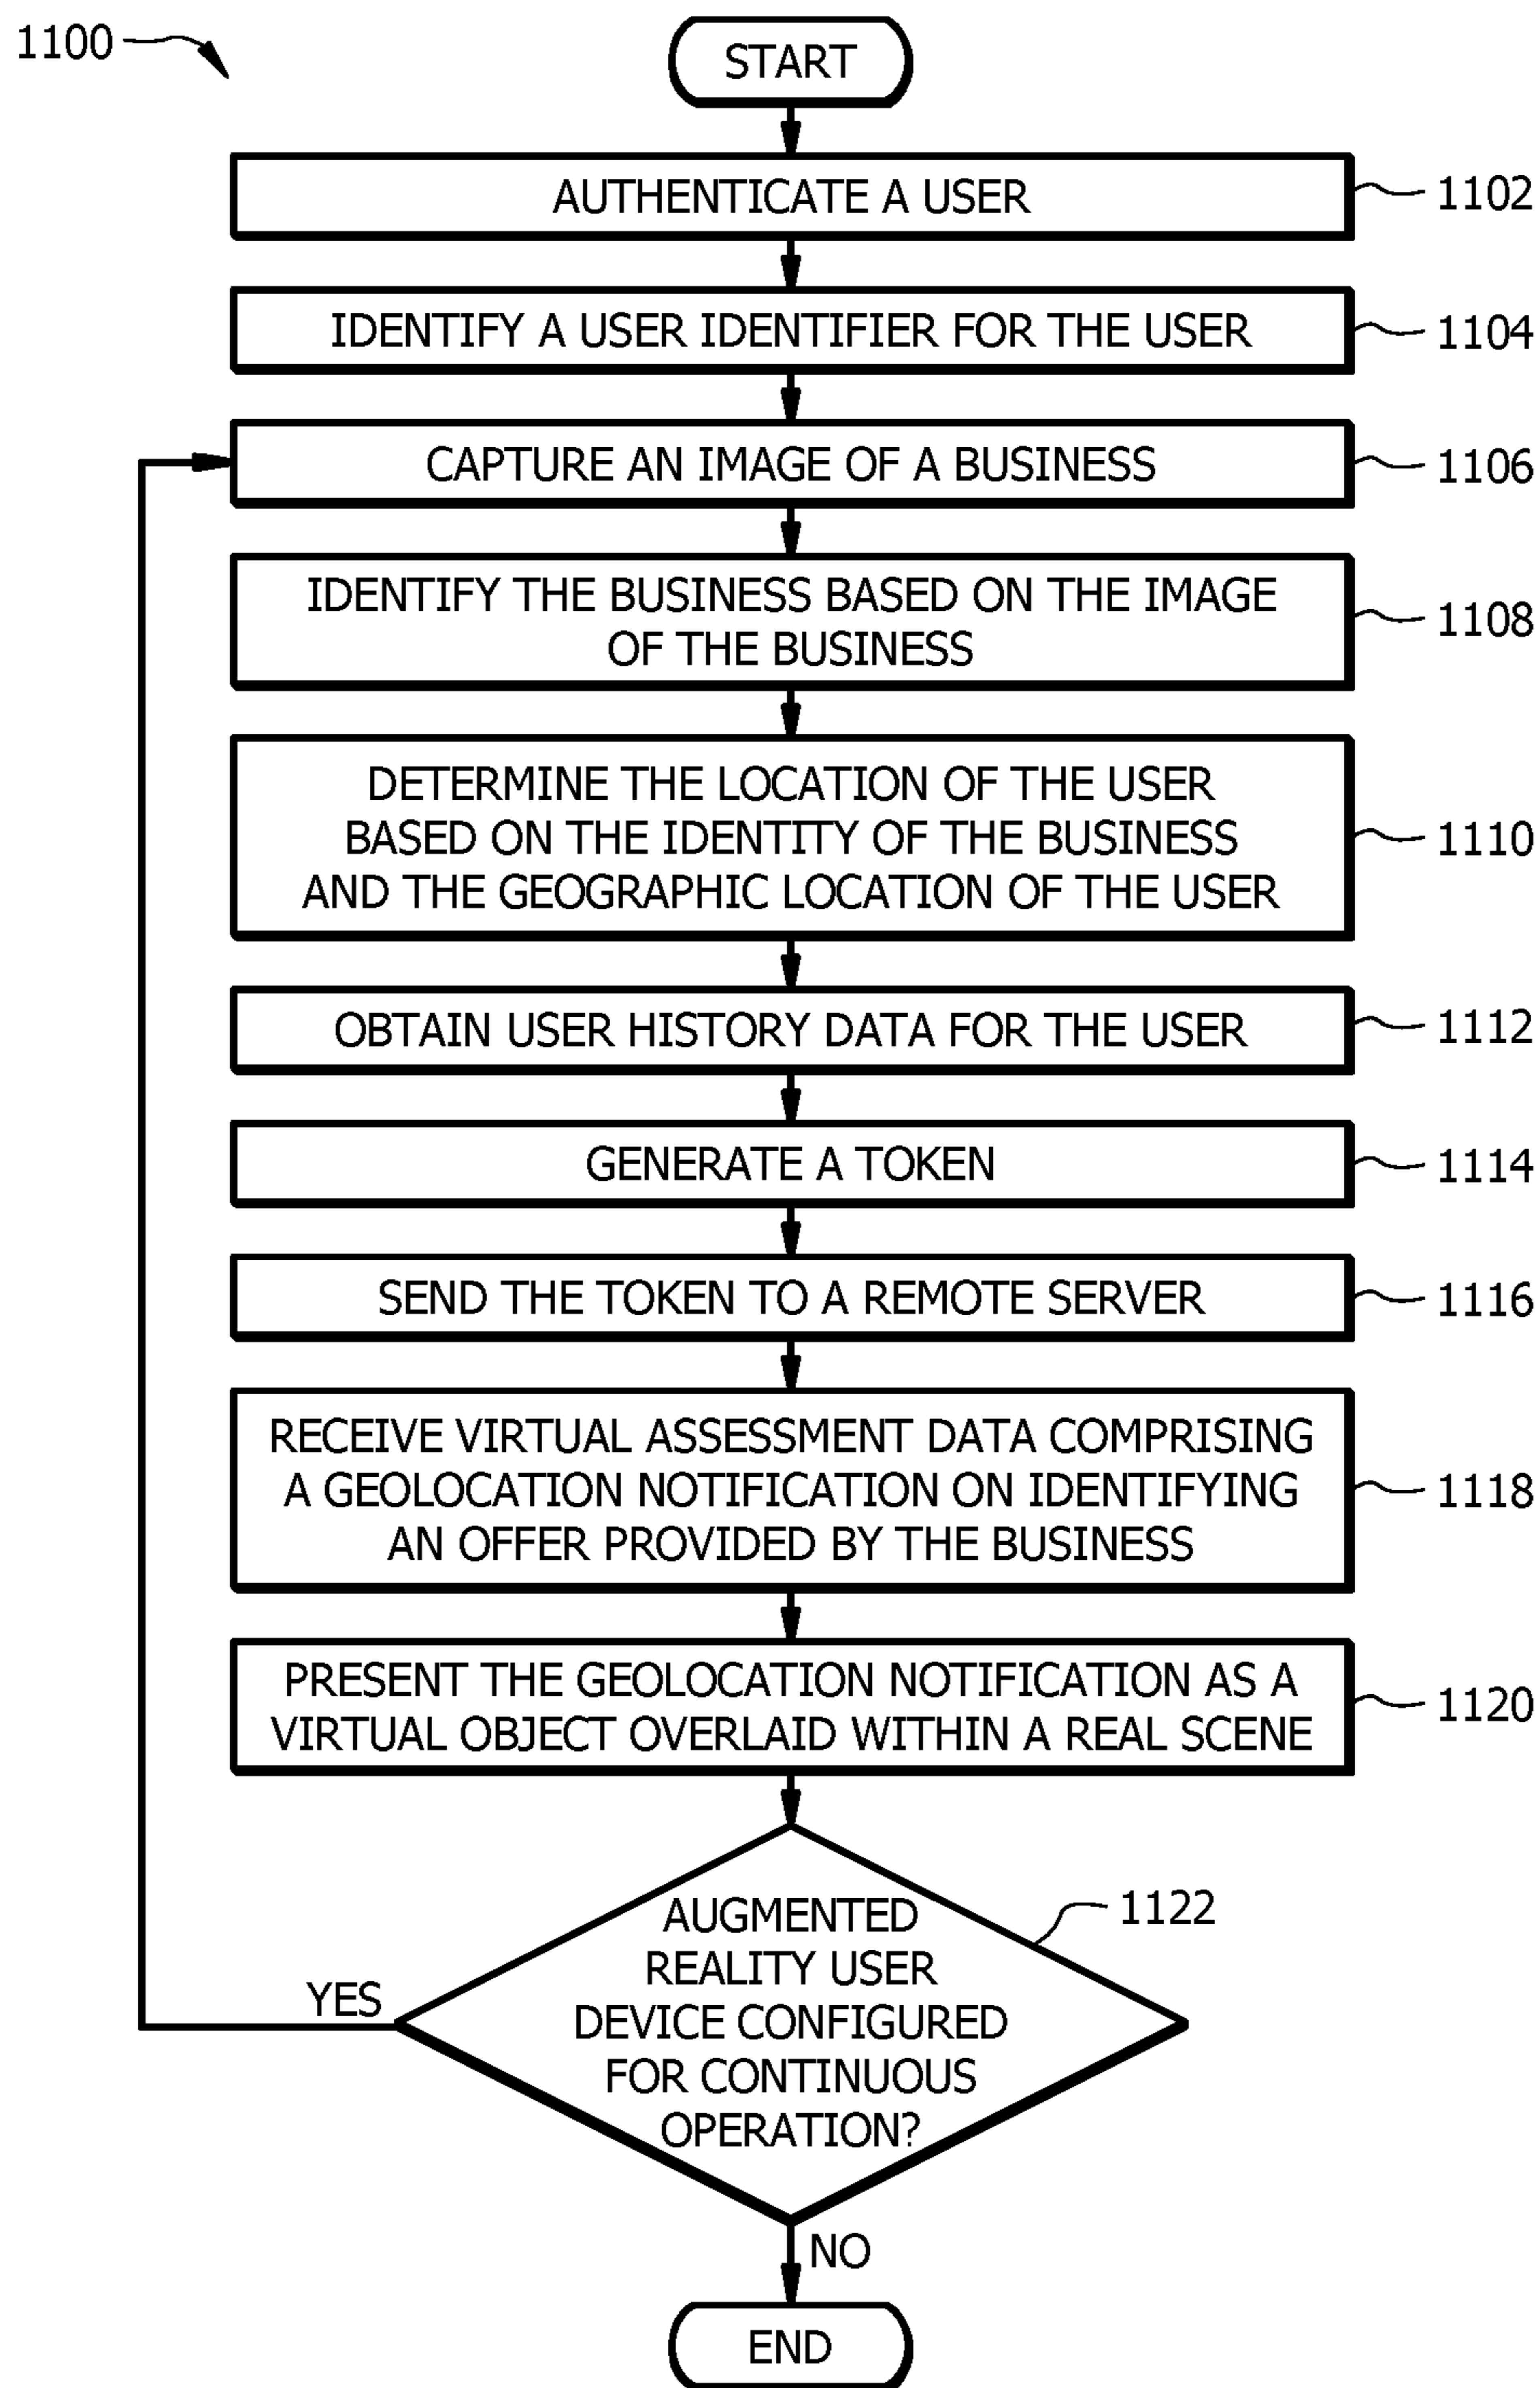 1100
START
AUTHENTICATE A USER
1102
IDENTIFY A USER IDENTIFIER FOR THE USER
1104
CAPTURE AN IMAGE OF A BUSINESS
1106
IDENTIFY THE BUSINESS BASED ON THE IMAGE
OF THE BUSINESS
1108
DETERMINE THE LOCATION OF THE USER
BASED ON THE IDENTITY OF THE BUSINESS
AND THE GEOGRAPHIC LOCATION OF THE USER
1110
OBTAIN USER HISTORY DATA FOR THE USER
1112
GENERATE A TOKEN
1114
SEND THE TOKEN TO A REMOTE SERVER
1116
RECEIVE VIRTUAL ASSESSMENT DATA COMPRISING
A GEOLOCATION NOTIFICATION ON IDENTIFYING
AN OFFER PROVIDED BY THE BUSINESS
1118
PRESENT THE GEOLOCATION NOTIFICATION AS A
VIRTUAL OBJECT OVERLAID WITHIN A REAL SCENE
1120
AUGMENTED
REALITY USER
DEVICE CONFIGURED
FOR CONTINUOUS
OPERATION?
1122
YES
NO
END